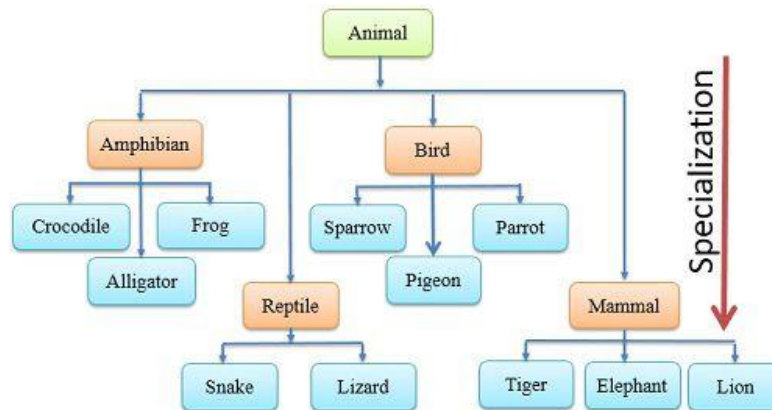 Animal
Amphibian
Bird
Crocodile
Frog
Sparrow
Parrot
Alligator
Pigeon
Reptile
Mammal
Snake
Lizard
Tiger
Elephant
Lion
Specialization